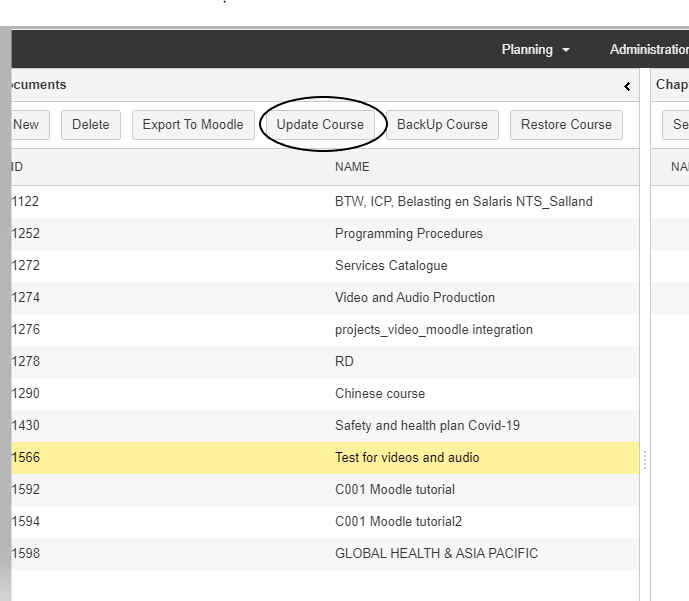 Planning Administration
ocuments Chap
New Delete Export To Moodle Update Course BackUp Course Restore Course Se
ID NAME NA
1122 BTW, ICP, Belasting en Salaris NTS_Salland
1252 Programming Procedures
1272 Services Catalogue
1274 Video and Audio Production
1276 projects_video_moodle integration
1278 RD
1290 Chinese course
1430 Safety and health plan Covid-19
1566 Test for videos and audio
1592 C001 Moodle tutorial
1594 C001 Moodle tutorial2
1598 GLOBAL HEALTH & ASIA PACIFIC